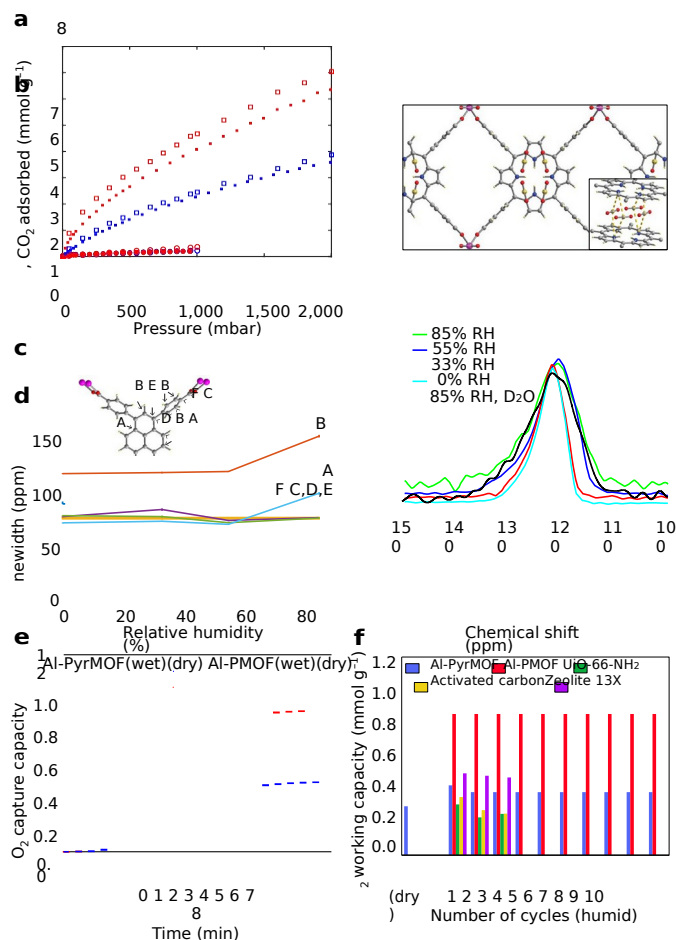 a
8
b
, CO₂ adsorbed (mmol g⁻¹)
7
6
5
4
3
2
1
0
0 500 1,000 1,500 2,000
Pressure (mbar)
c
d
B E B
F C
A
D B A
B
A
F C,D,E
newidth (ppm)
150
100
50
0
0 20 40 60 80
Relative humidity
(%)
85% RH
55% RH
33% RH
0% RH
85% RH, D₂O
15 14 13 12 11 10
0 0 0 0 0 0
Chemical shift
(ppm)
e
1
2
Al-PyrMOF(wet)(dry) Al-PMOF(wet)(dry)
O₂ capture capacity
1.0
0.8
0.6
0.4
0.2
0.
0
0 1 2 3 4 5 6 7
8
Time (min)
f
1.2
Al-PyrMOF Al-PMOF UiO-66-NH₂
Activated carbon Zeolite 13X
₂ working capacity (mmol g⁻¹)
1.0
0.8
0.6
0.4
0.2
0.0
(dry 1 2 3 4 5 6 7 8 9 10
)
Number of cycles (humid)